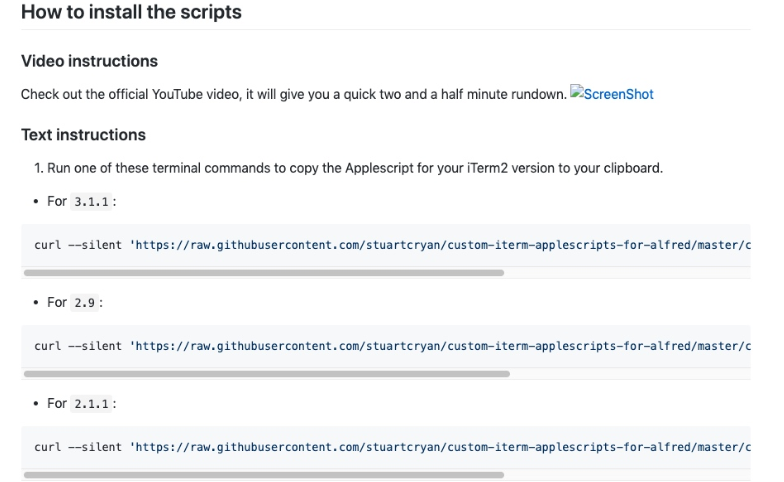 How to install the scripts
Video instructions
Check out the official YouTube video, it will give you a quick two and a half minute rundown. ScreenShot
Text instructions
1. Run one of these terminal commands to copy the Applescript for your iTerm2 version to your clipboard.
• For 3.1.1:
curl --silent 'https://raw.githubusercontent.com/stuartcryan/custom-iterm-applescripts-for-alfred/master/c
• For 2.9:
curl --silent 'https://raw.githubusercontent.com/stuartcryan/custom-iterm-applescripts-for-alfred/master/c
• For 2.1.1:
curl --silent 'https://raw.githubusercontent.com/stuartcryan/custom-iterm-applescripts-for-alfred/master/c